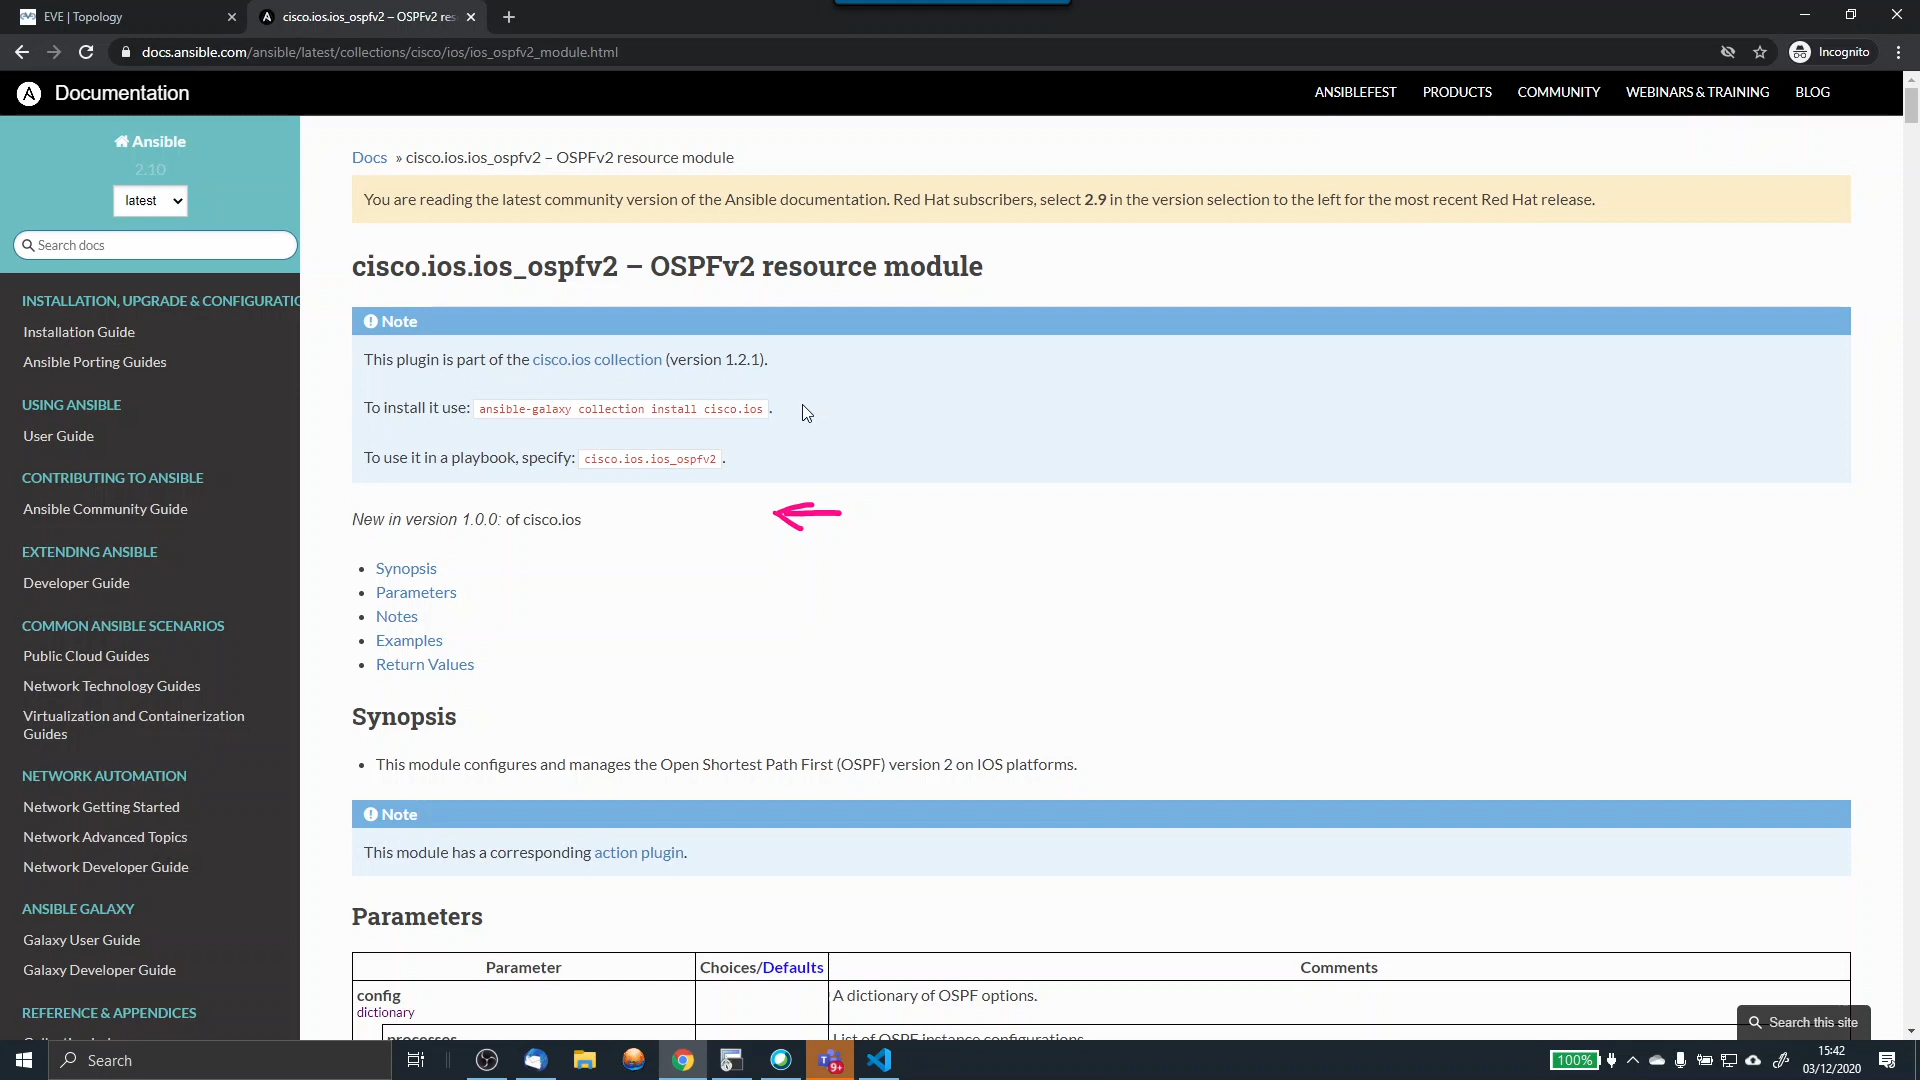 EVE | Topology
cisco.ios.ios_ospfv2 – OSPFv2 res
docs.ansible.com/ansible/latest/collections/cisco/ios/ios_ospfv2_module.html
Incognito
Documentation
ANSIBLEFEST PRODUCTS COMMUNITY WEBINARS & TRAINING BLOG
Ansible
2.10
latest
Search docs
INSTALLATION, UPGRADE & CONFIGURATIO
Installation Guide
Ansible Porting Guides
USING ANSIBLE
User Guide
CONTRIBUTING TO ANSIBLE
Ansible Community Guide
EXTENDING ANSIBLE
Developer Guide
COMMON ANSIBLE SCENARIOS
Public Cloud Guides
Network Technology Guides
Virtualization and Containerization
Guides
NETWORK AUTOMATION
Network Getting Started
Network Advanced Topics
Network Developer Guide
ANSIBLE GALAXY
Galaxy User Guide
Galaxy Developer Guide
REFERENCE & APPENDICES
Docs » cisco.ios.ios_ospfv2 – OSPFv2 resource module
You are reading the latest community version of the Ansible documentation. Red Hat subscribers, select 2.9 in the version selection to the left for the most recent Red Hat release.
cisco.ios.ios_ospfv2 – OSPFv2 resource module
Note
This plugin is part of the cisco.ios collection (version 1.2.1).
To install it use: ansible-galaxy collection install cisco.ios.
To use it in a playbook, specify: cisco.ios.ios_ospfv2.
New in version 1.0.0: of cisco.ios
• Synopsis
• Parameters
• Notes
• Examples
• Return Values
Synopsis
• This module configures and manages the Open Shortest Path First (OSPF) version 2 on IOS platforms.
Note
This module has a corresponding action plugin.
Parameters
Parameter Choices/Defaults Comments
config A dictionary of OSPF options.
dictionary
processes List of OSPF instance configurations.
Search this site
Search
9+
100%
15:42
03/12/2020